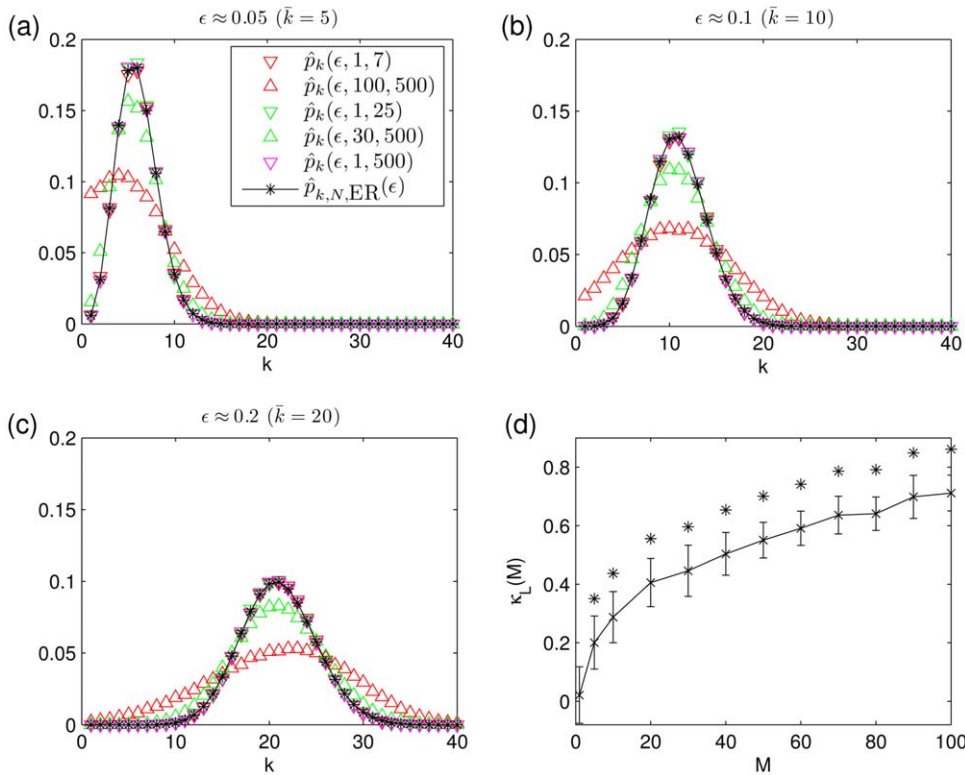 (a)
ϵ ≈ 0.05 (k̄ = 5)
0.2
0.15
0.1
0.05
0
0 10 20 30 40
k
p̂ₖ(ϵ, 1, 7)
p̂ₖ(ϵ, 100, 500)
p̂ₖ(ϵ, 1, 25)
p̂ₖ(ϵ, 30, 500)
p̂ₖ(ϵ, 1, 500)
p̂ₖ,N,ER(ϵ)
(b)
ϵ ≈ 0.1 (k̄ = 10)
0.2
0.15
0.1
0.05
0
0 10 20 30 40
k
(c)
ϵ ≈ 0.2 (k̄ = 20)
0.2
0.15
0.1
0.05
0
0 10 20 30 40
k
(d)
0.8
0.6
0.4
0.2
0
κL(M)
0 20 40 60 80 100
M